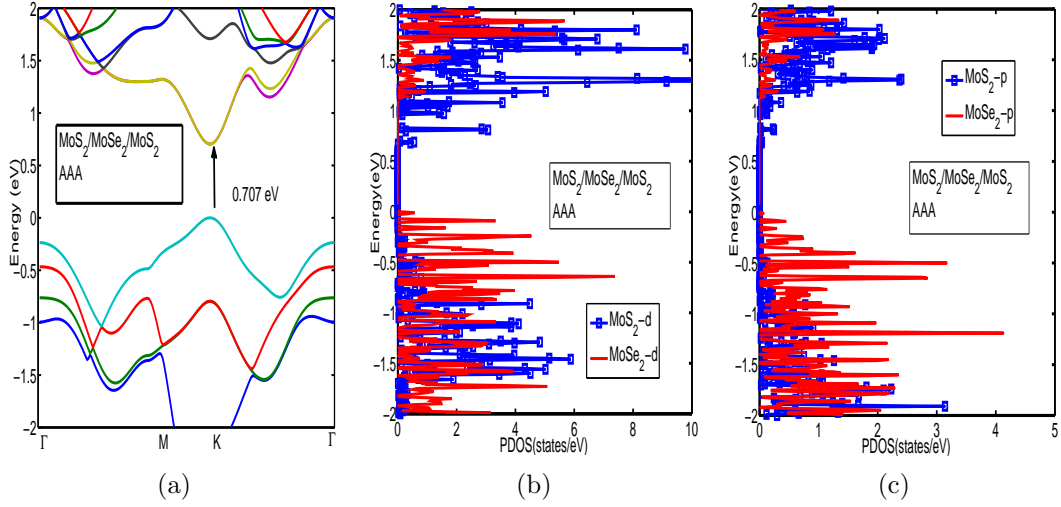 2
1.5
1
0.5
0
−0.5
−1
−1.5
−2
Energy (eV)
MoS2/MoSe2/MoS2
AAA
0.707 eV
Γ
M
K
Γ
(a)
2
1.5
1
0.5
0
−0.5
−1
−1.5
−2
Energy(eV)
MoS2/MoSe2/MoS2
AAA
MoS2−d
MoSe2−d
0
2
4
6
8
10
PDOS(states/eV)
(b)
2
1.5
1
0.5
0
−0.5
−1
−1.5
−2
Energy(eV)
MoS2−p
MoSe2−p
MoS2/MoSe2/MoS2
AAA
0
1
2
3
4
5
PDOS(states/eV)
(c)